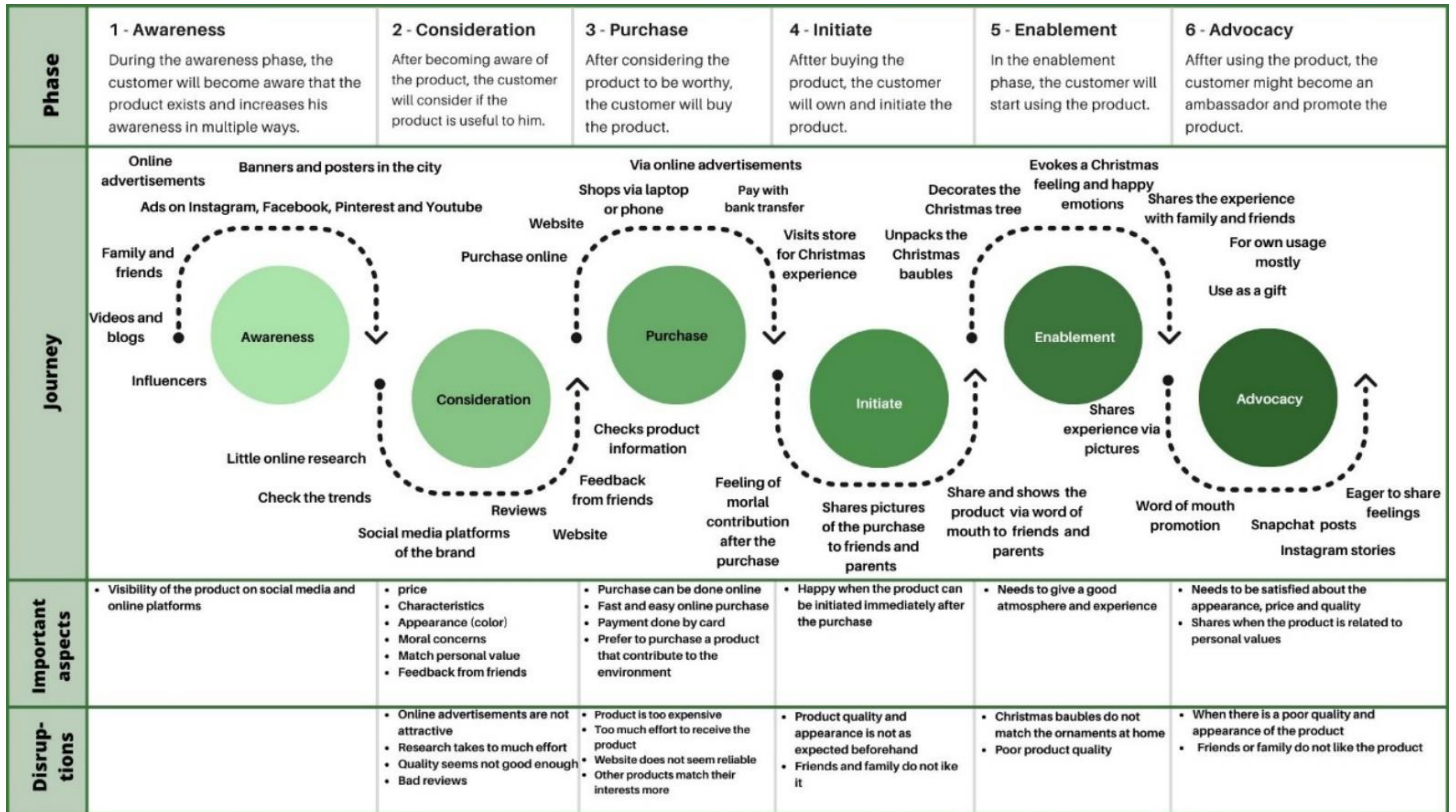 Phase
1 - Awareness
During the awareness phase, the
customer will become aware that the
product exists and increases his
awareness in multiple ways.
2 - Consideration
After becoming aware of
the product, the customer
will consider if the
product is useful to him.
3 - Purchase
After considering the
product to be worthy,
the customer will buy
the product.
4 - Initiate
Aftter buying the
product, the customer
will own and initiate the
product.
5 - Enablement
In the enablement
phase, the customer will
start using the product.
6 - Advocacy
Affter using the product, the
customer might become an
ambassador and promote the
product.
Journey
Online
advertisements
Banners and posters in the city
Ads on Instagram, Facebook, Pinterest and Youtube
Family and
friends
Videos and
blogs
Influencers
Awareness
Little online research
Check the trends
Social media platforms
of the brand
Reviews
Website
Feedback
from friends
Checks product
information
Consideration
Purchase online
Website
Shops via laptop
or phone
Via online advertisements
Pay with
bank transfer
Visits store
for Christmas
experience
Purchase
Feeling of
morlal
contribution
after the
purchase
Shares pictures
of the purchase
to friends and
parents
Share and shows the
product via word of
mouth to friends and
parents
Initiate
Unpacks the
Christmas
baubles
Decorates the
Christmas tree
Evokes a Christmas
feeling and happy
emotions
Shares the experience
with family and friends
For own usage
mostly
Use as a gift
Enablement
Shares
experience via
pictures
Word of mouth
promotion
Snapchat posts
Instagram stories
Eager to share
feelings
Advocacy
Important
aspects
• Visibility of the product on social media and
online platforms
• price
• Characteristics
• Appearance (color)
• Moral concerns
• Match personal value
• Feedback from friends
• Purchase can be done online
• Fast and easy online purchase
• Payment done by card
• Prefer to purchase a product
that contribute to the
environment
• Happy when the product can
be initiated immediately after
the purchase
• Needs to give a good
atmosphere and experience
• Needs to be satisfied about the
appearance, price and quality
• Shares when the product is related to
personal values
Disrup-
tions
• Online advertisements are not
attractive
• Research takes to much effort
• Quality seems not good enough
• Bad reviews
• Product is too expensive
• Too much effort to receive the
product
• Website does not seem reliable
• Other products match their
interests more
• Product quality and
appearance is not as
expected beforehand
• Friends and family do not ike
it
• Christmas baubles do not
match the ornaments at home
• Poor product quality
• When there is a poor quality and
appearance of the product
• Friends or family do not like the product